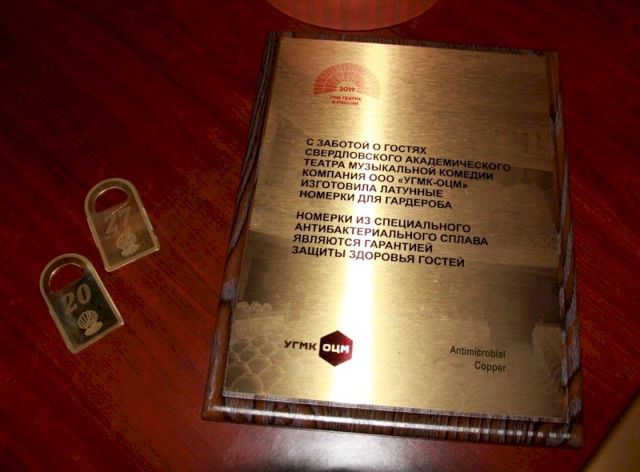 2019
ГОД ТЕАТРА
В РОССИИ
С ЗАБОТОЙ О ГОСТЯХ
СВЕРДЛОВСКОГО АКАДЕМИЧЕСКОГО
ТЕАТРА МУЗЫКАЛЬНОЙ КОМЕДИИ
КОМПАНИЯ ООО «УГМК-ОЦМ»
ИЗГОТОВИЛА ЛАТУННЫЕ
НОМЕРКИ ДЛЯ ГАРДЕРОБА
НОМЕРКИ ИЗ СПЕЦИАЛЬНОГО
АНТИБАКТЕРИАЛЬНОГО СПЛАВА
ЯВЛЯЮТСЯ ГАРАНТИЕЙ
ЗАЩИТЫ ЗДОРОВЬЯ ГОСТЕЙ
УГМК ОЦМ
Antimicrobial
Copper
27
20